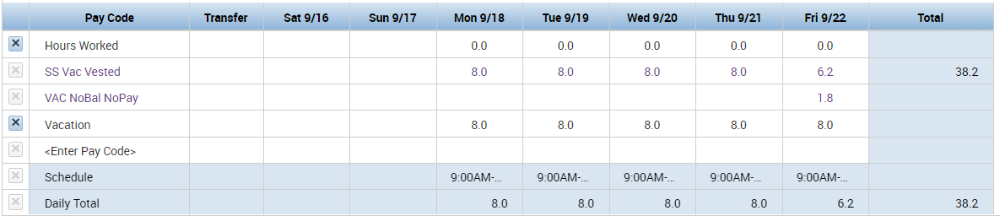 Pay Code Transfer Sat 9/16 Sun 9/17 Mon 9/18 Tue 9/19 Wed 9/20 Thu 9/21 Fri 9/22 Total
Hours Worked 0.0 0.0 0.0 0.0 0.0
SS Vac Vested 8.0 8.0 8.0 8.0 6.2 38.2
VAC NoBal NoPay 1.8
Vacation 8.0 8.0 8.0 8.0 8.0
<Enter Pay Code>
Schedule 9:00AM-... 9:00AM-... 9:00AM-... 9:00AM-... 9:00AM-...
Daily Total 8.0 8.0 8.0 8.0 6.2 38.2